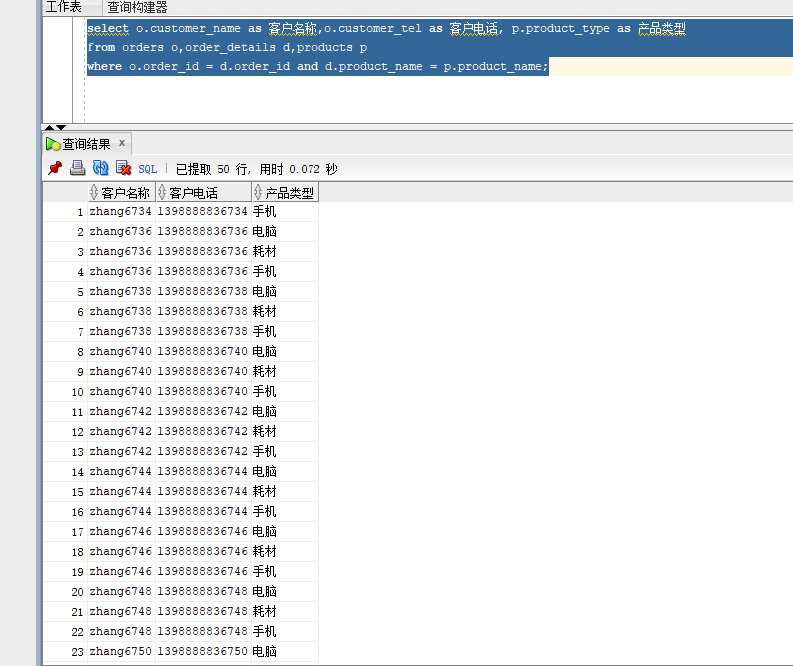 工作表 查询构建器
select o.customer_name as 客户名称,o.customer_tel as 客户电话, p.product_type as 产品类型
from orders o,order_details d,products p
where o.order_id = d.order_id and d.product_name = p.product_name;
查询结果 x
SQL | 已提取 50 行, 用时 0.072 秒
客户名称 客户电话 产品类型
1 zhang6734 1398888836734 手机
2 zhang6736 1398888836736 电脑
3 zhang6736 1398888836736 耗材
4 zhang6736 1398888836736 手机
5 zhang6738 1398888836738 电脑
6 zhang6738 1398888836738 耗材
7 zhang6738 1398888836738 手机
8 zhang6740 1398888836740 电脑
9 zhang6740 1398888836740 耗材
10 zhang6740 1398888836740 手机
11 zhang6742 1398888836742 电脑
12 zhang6742 1398888836742 耗材
13 zhang6742 1398888836742 手机
14 zhang6744 1398888836744 电脑
15 zhang6744 1398888836744 耗材
16 zhang6744 1398888836744 手机
17 zhang6746 1398888836746 电脑
18 zhang6746 1398888836746 耗材
19 zhang6746 1398888836746 手机
20 zhang6748 1398888836748 电脑
21 zhang6748 1398888836748 耗材
22 zhang6748 1398888836748 手机
23 zhang6750 1398888836750 电脑